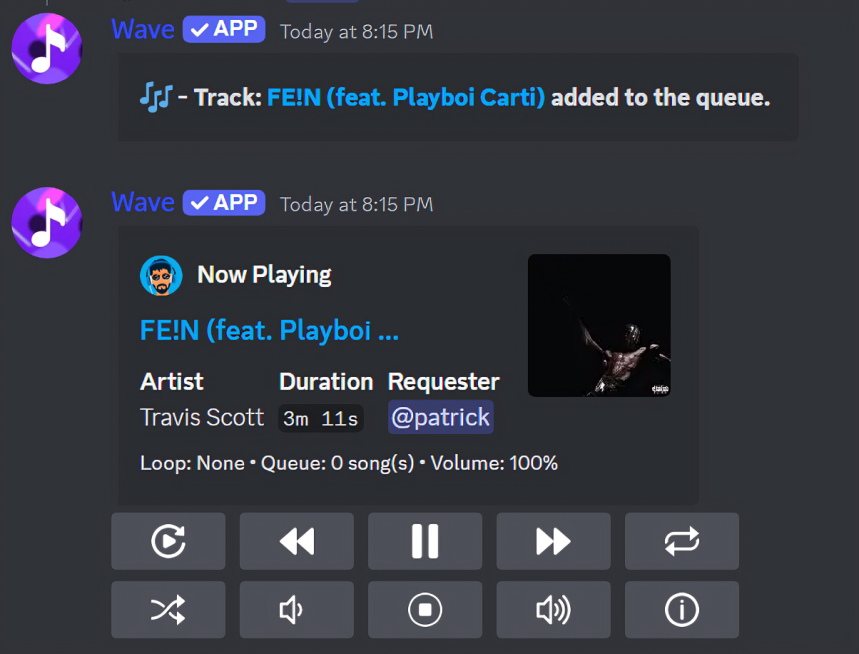 Wave ✓ APP Today at 8:15 PM
🎶 - Track: FE!N (feat. Playboi Carti) added to the queue.
Wave ✓ APP Today at 8:15 PM
Now Playing
FE!N (feat. Playboi ...
Artist Duration Requester
Travis Scott 3m 11s @patrick
Loop: None • Queue: 0 song(s) • Volume: 100%